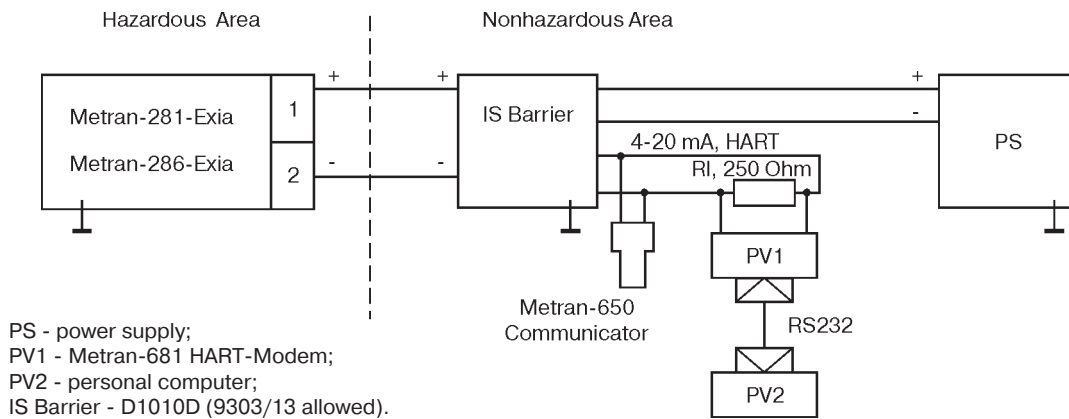 Hazardous Area
Nonhazardous Area
+
+
+
Metran-281-Exia
1
IS Barrier
-
PS
4-20 mA, HART
Metran-286-Exia
-
-
2
RI, 250 Ohm
PV1
Metran-650
Communicator
RS232
PV2
PS - power supply;
PV1 - Metran-681 HART-Modem;
PV2 - personal computer;
IS Barrier - D1010D (9303/13 allowed).